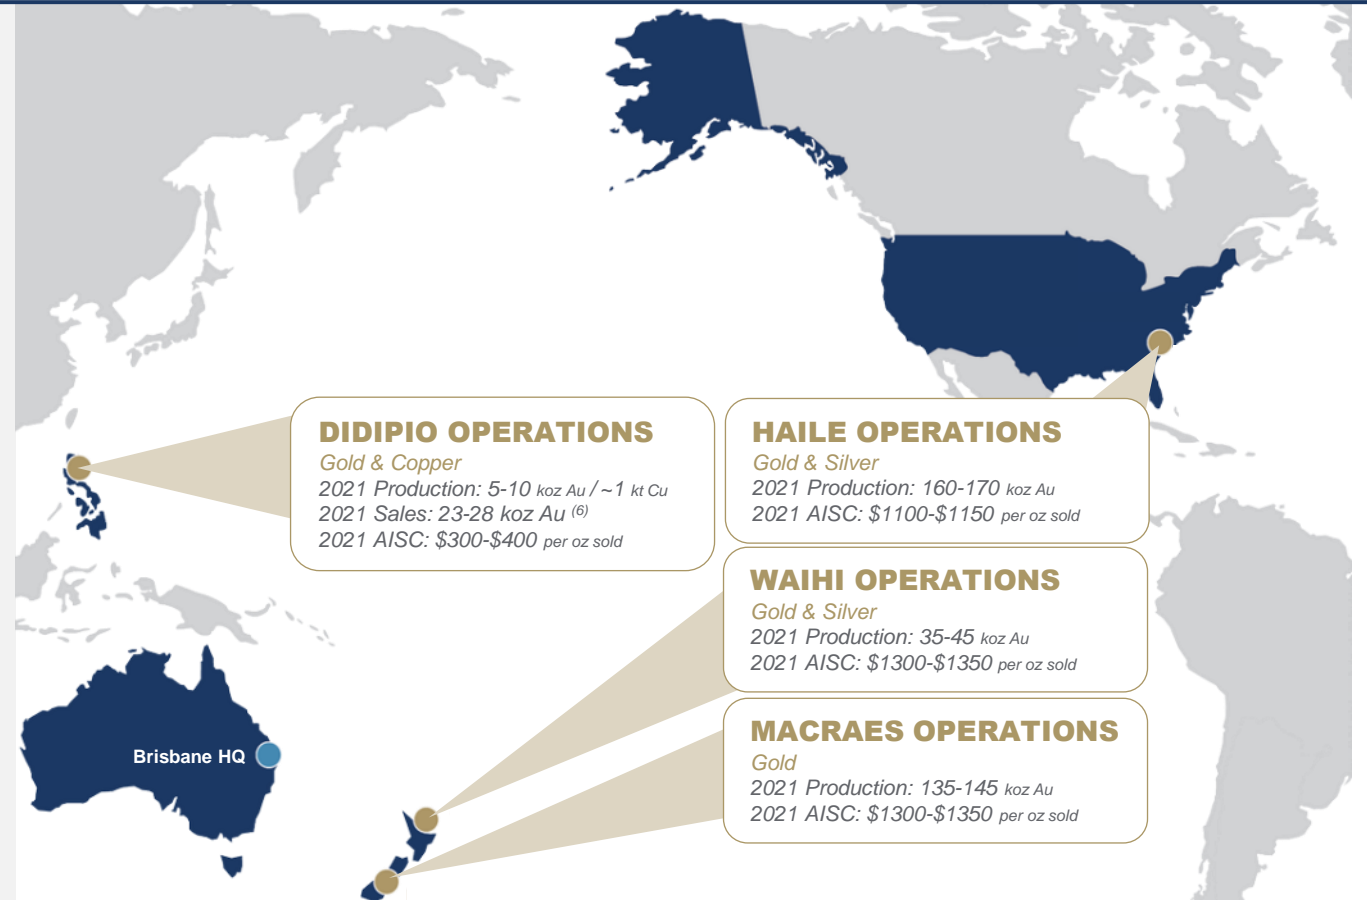 DIDIPIO OPERATIONS
Gold & Copper
2021 Production: 5-10 koz Au / ~1 kt Cu
2021 Sales: 23-28 koz Au (6)
2021 AISC: $300-$400 per oz sold
HAILE OPERATIONS
Gold & Silver
2021 Production: 160-170 koz Au
2021 AISC: $1100-$1150 per oz sold
WAIHI OPERATIONS
Gold & Silver
2021 Production: 35-45 koz Au
2021 AISC: $1300-$1350 per oz sold
MACRAES OPERATIONS
Gold
2021 Production: 135-145 koz Au
2021 AISC: $1300-$1350 per oz sold
Brisbane HQ